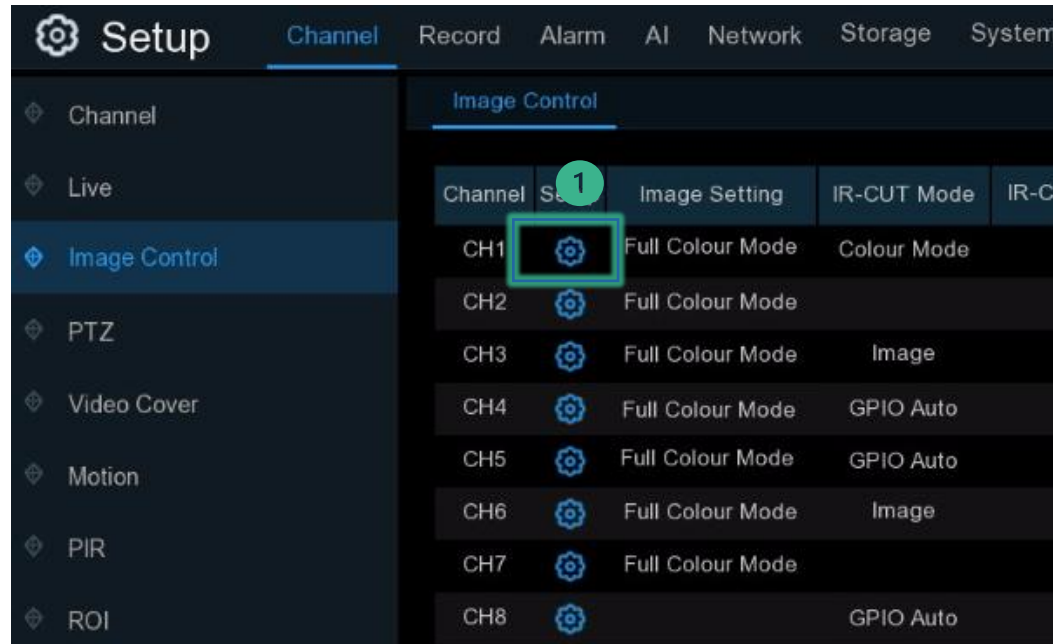 Setup Channel Record Alarm AI Network Storage System
Channel
Live
Image Control
PTZ
Video Cover
Motion
PIR
ROI
Image Control
1
Channel Image Setting IR-CUT Mode IR-C
CH1 Full Colour Mode Colour Mode
CH2 Full Colour Mode
CH3 Full Colour Mode Image
CH4 Full Colour Mode GPIO Auto
CH5 Full Colour Mode GPIO Auto
CH6 Full Colour Mode Image
CH7 Full Colour Mode
CH8 GPIO Auto